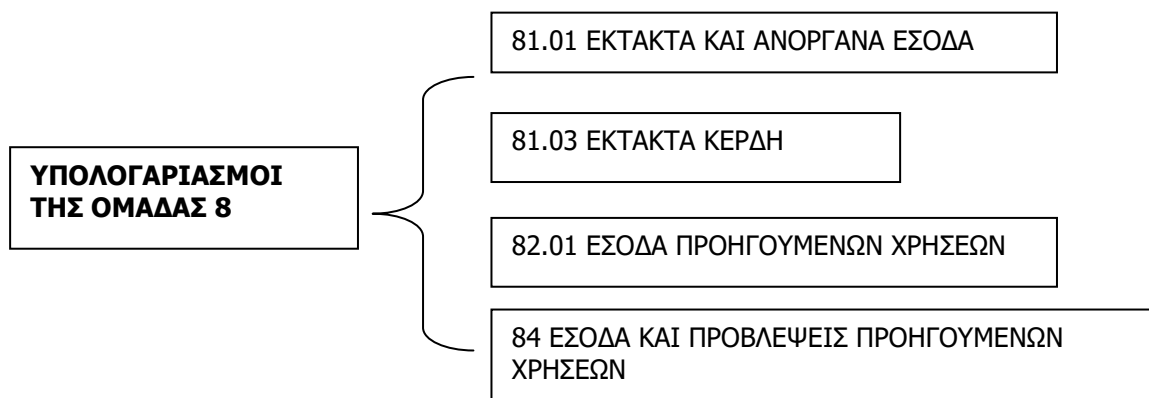 81.01 ΕΚΤΑΚΤΑ ΚΑΙ ΑΝΟΡΓΑΝΑ ΕΣΟΔΑ
81.03 ΕΚΤΑΚΤΑ ΚΕΡΔΗ
ΥΠΟΛΟΓΑΡΙΑΣΜΟΙ
ΤΗΣ ΟΜΑΔΑΣ 8
82.01 ΕΣΟΔΑ ΠΡΟΗΓΟΥΜΕΝΩΝ ΧΡΗΣΕΩΝ
84 ΕΣΟΔΑ ΚΑΙ ΠΡΟΒΛΕΨΕΙΣ ΠΡΟΗΓΟΥΜΕΝΩΝ
ΧΡΗΣΕΩΝ